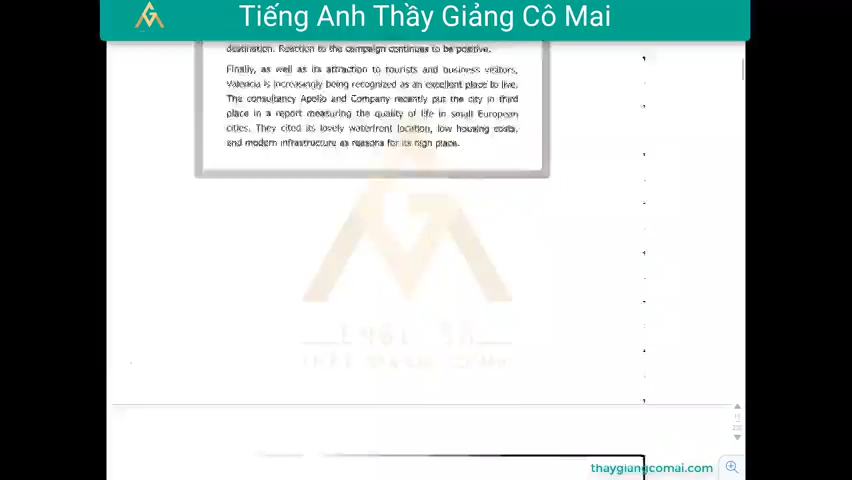 Tiếng Anh Thầy Giảng Cô Mai
destination. Reaction to the campaign continues to be positive.
Finally, as well as its attraction to tourists and business visitors,
Valencia is increasingly being recognized as an excellent place to live.
The consultancy Apollo and Company recently put the city in third
place in a report measuring the quality of life in small European
cities. They cited its lovely waterfront location, low housing costs,
and modern infrastructure as reasons for its high place.
thaygiangcomai.com